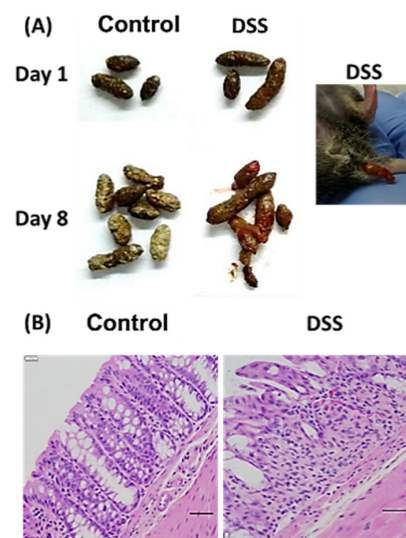 (A) Control DSS
Day 1
DSS
Day 8
(B) Control DSS